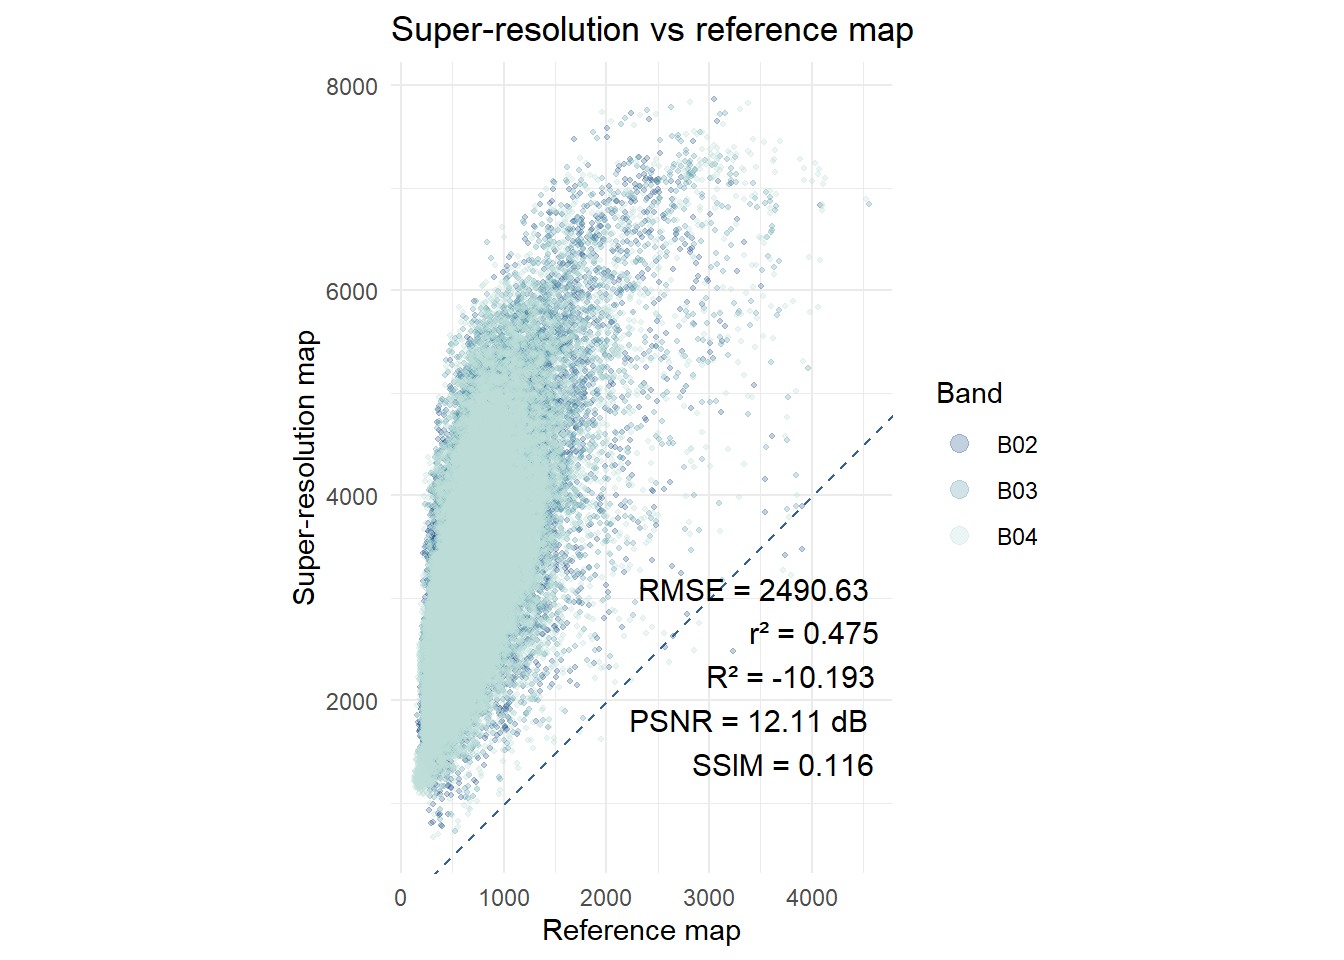 Super-resolution vs reference map
8000
6000
4000
2000
Super-resolution map
0 1000 2000 3000 4000
Reference map
RMSE = 2490.63
r² = 0.475
R² = -10.193
PSNR = 12.11 dB
SSIM = 0.116
Band
B02
B03
B04